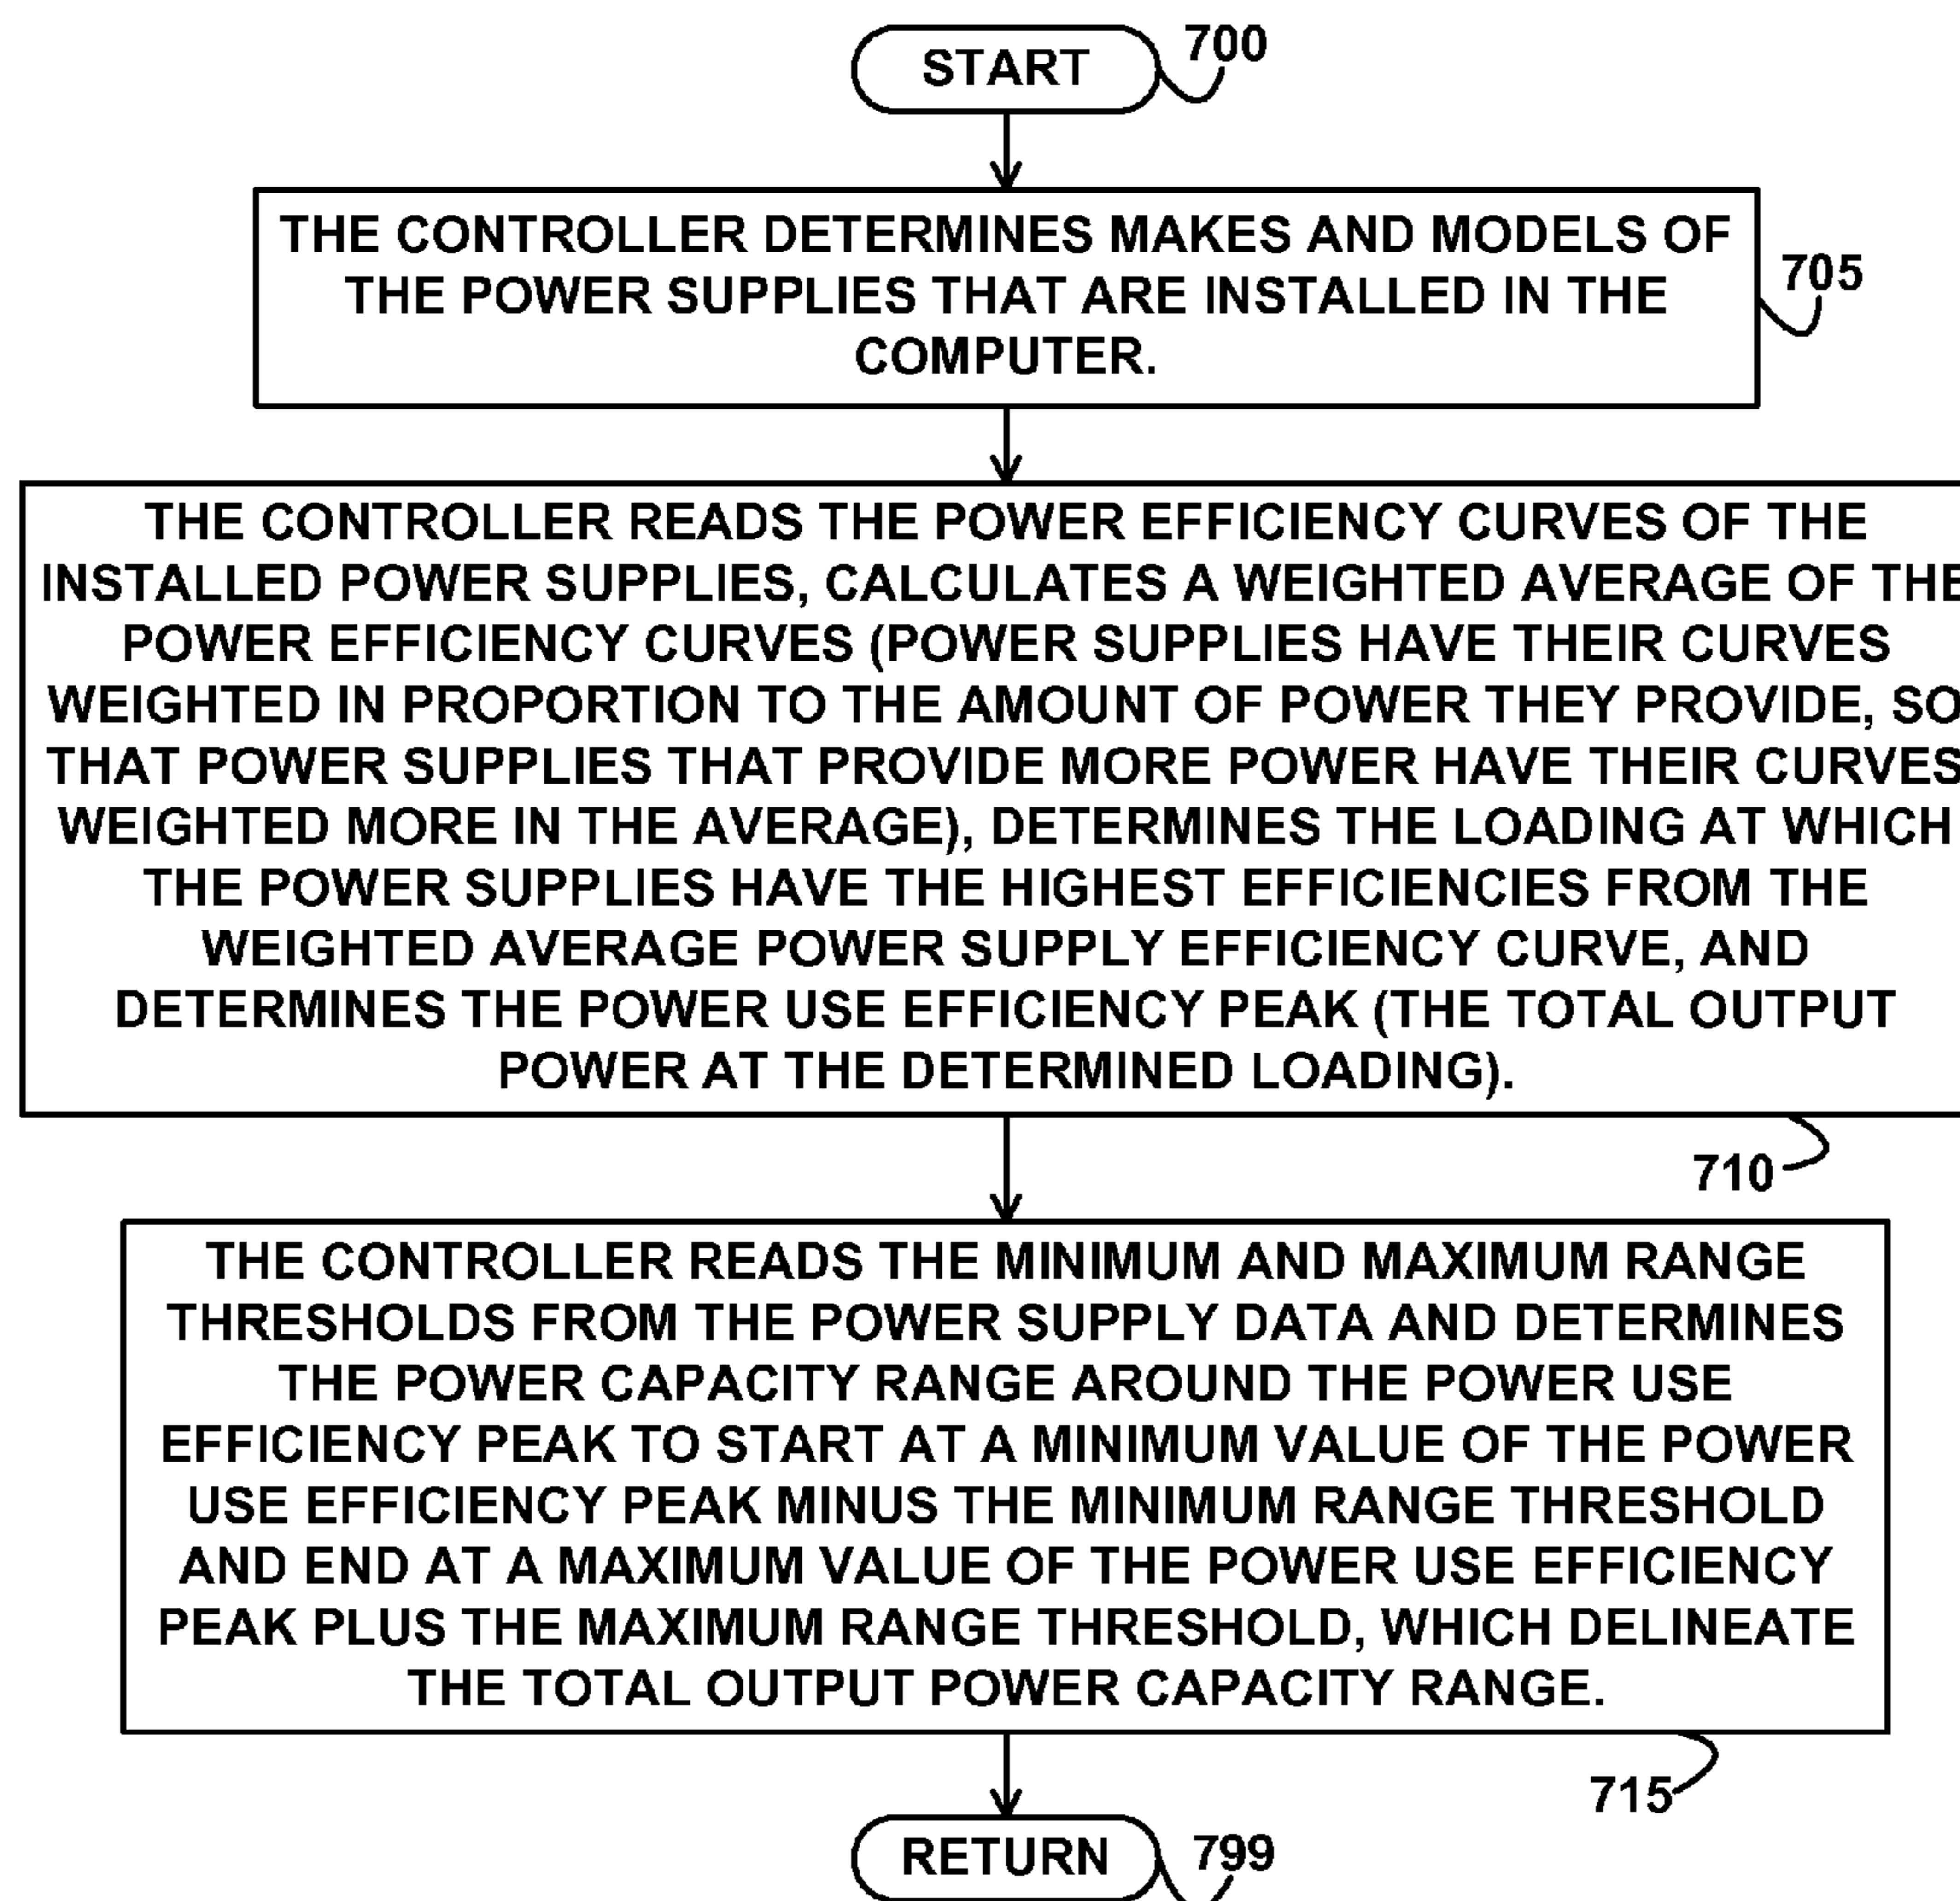 START
700
THE CONTROLLER DETERMINES MAKES AND MODELS OF
THE POWER SUPPLIES THAT ARE INSTALLED IN THE
COMPUTER.
705
THE CONTROLLER READS THE POWER EFFICIENCY CURVES OF THE
INSTALLED POWER SUPPLIES, CALCULATES A WEIGHTED AVERAGE OF THE
POWER EFFICIENCY CURVES (POWER SUPPLIES HAVE THEIR CURVES
WEIGHTED IN PROPORTION TO THE AMOUNT OF POWER THEY PROVIDE, SO
THAT POWER SUPPLIES THAT PROVIDE MORE POWER HAVE THEIR CURVES
WEIGHTED MORE IN THE AVERAGE), DETERMINES THE LOADING AT WHICH
THE POWER SUPPLIES HAVE THE HIGHEST EFFICIENCIES FROM THE
WEIGHTED AVERAGE POWER SUPPLY EFFICIENCY CURVE, AND
DETERMINES THE POWER USE EFFICIENCY PEAK (THE TOTAL OUTPUT
POWER AT THE DETERMINED LOADING).
710
THE CONTROLLER READS THE MINIMUM AND MAXIMUM RANGE
THRESHOLDS FROM THE POWER SUPPLY DATA AND DETERMINES
THE POWER CAPACITY RANGE AROUND THE POWER USE
EFFICIENCY PEAK TO START AT A MINIMUM VALUE OF THE POWER
USE EFFICIENCY PEAK MINUS THE MINIMUM RANGE THRESHOLD
AND END AT A MAXIMUM VALUE OF THE POWER USE EFFICIENCY
PEAK PLUS THE MAXIMUM RANGE THRESHOLD, WHICH DELINEATE
THE TOTAL OUTPUT POWER CAPACITY RANGE.
715
RETURN
799